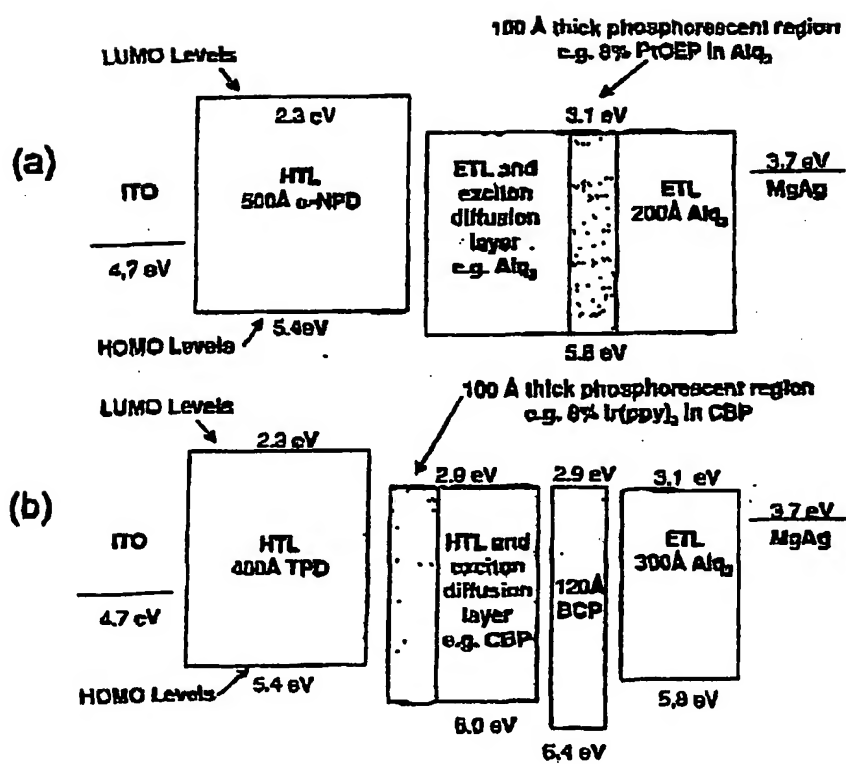 100 Å thick phosphorescent region
e.g. 8% PtOEP in Alq₃
LUMO Levels
2.3 eV
3.1 eV
(a)
ITO
HTL
500Å α-NPD
ETL and
exciton
diffusion
layer
e.g. Alq₃
ETL
200Å Alq₃
3.7 eV
MgAg
4.7 eV
HOMO Levels
5.4eV
5.8 eV
100 Å thick phosphorescent region
e.g. 8% Ir(ppy)₃ in CBP
LUMO Levels
2.3 eV
2.9 eV
2.9 eV
3.1 eV
(b)
ITO
HTL
400Å TPD
HTL and
exciton
diffusion
layer
e.g. CBP
120Å
BCP
ETL
300Å Alq₃
3.7 eV
MgAg
4.7 eV
HOMO Levels
5.4 eV
6.0 eV
6.4 eV
5.8 eV